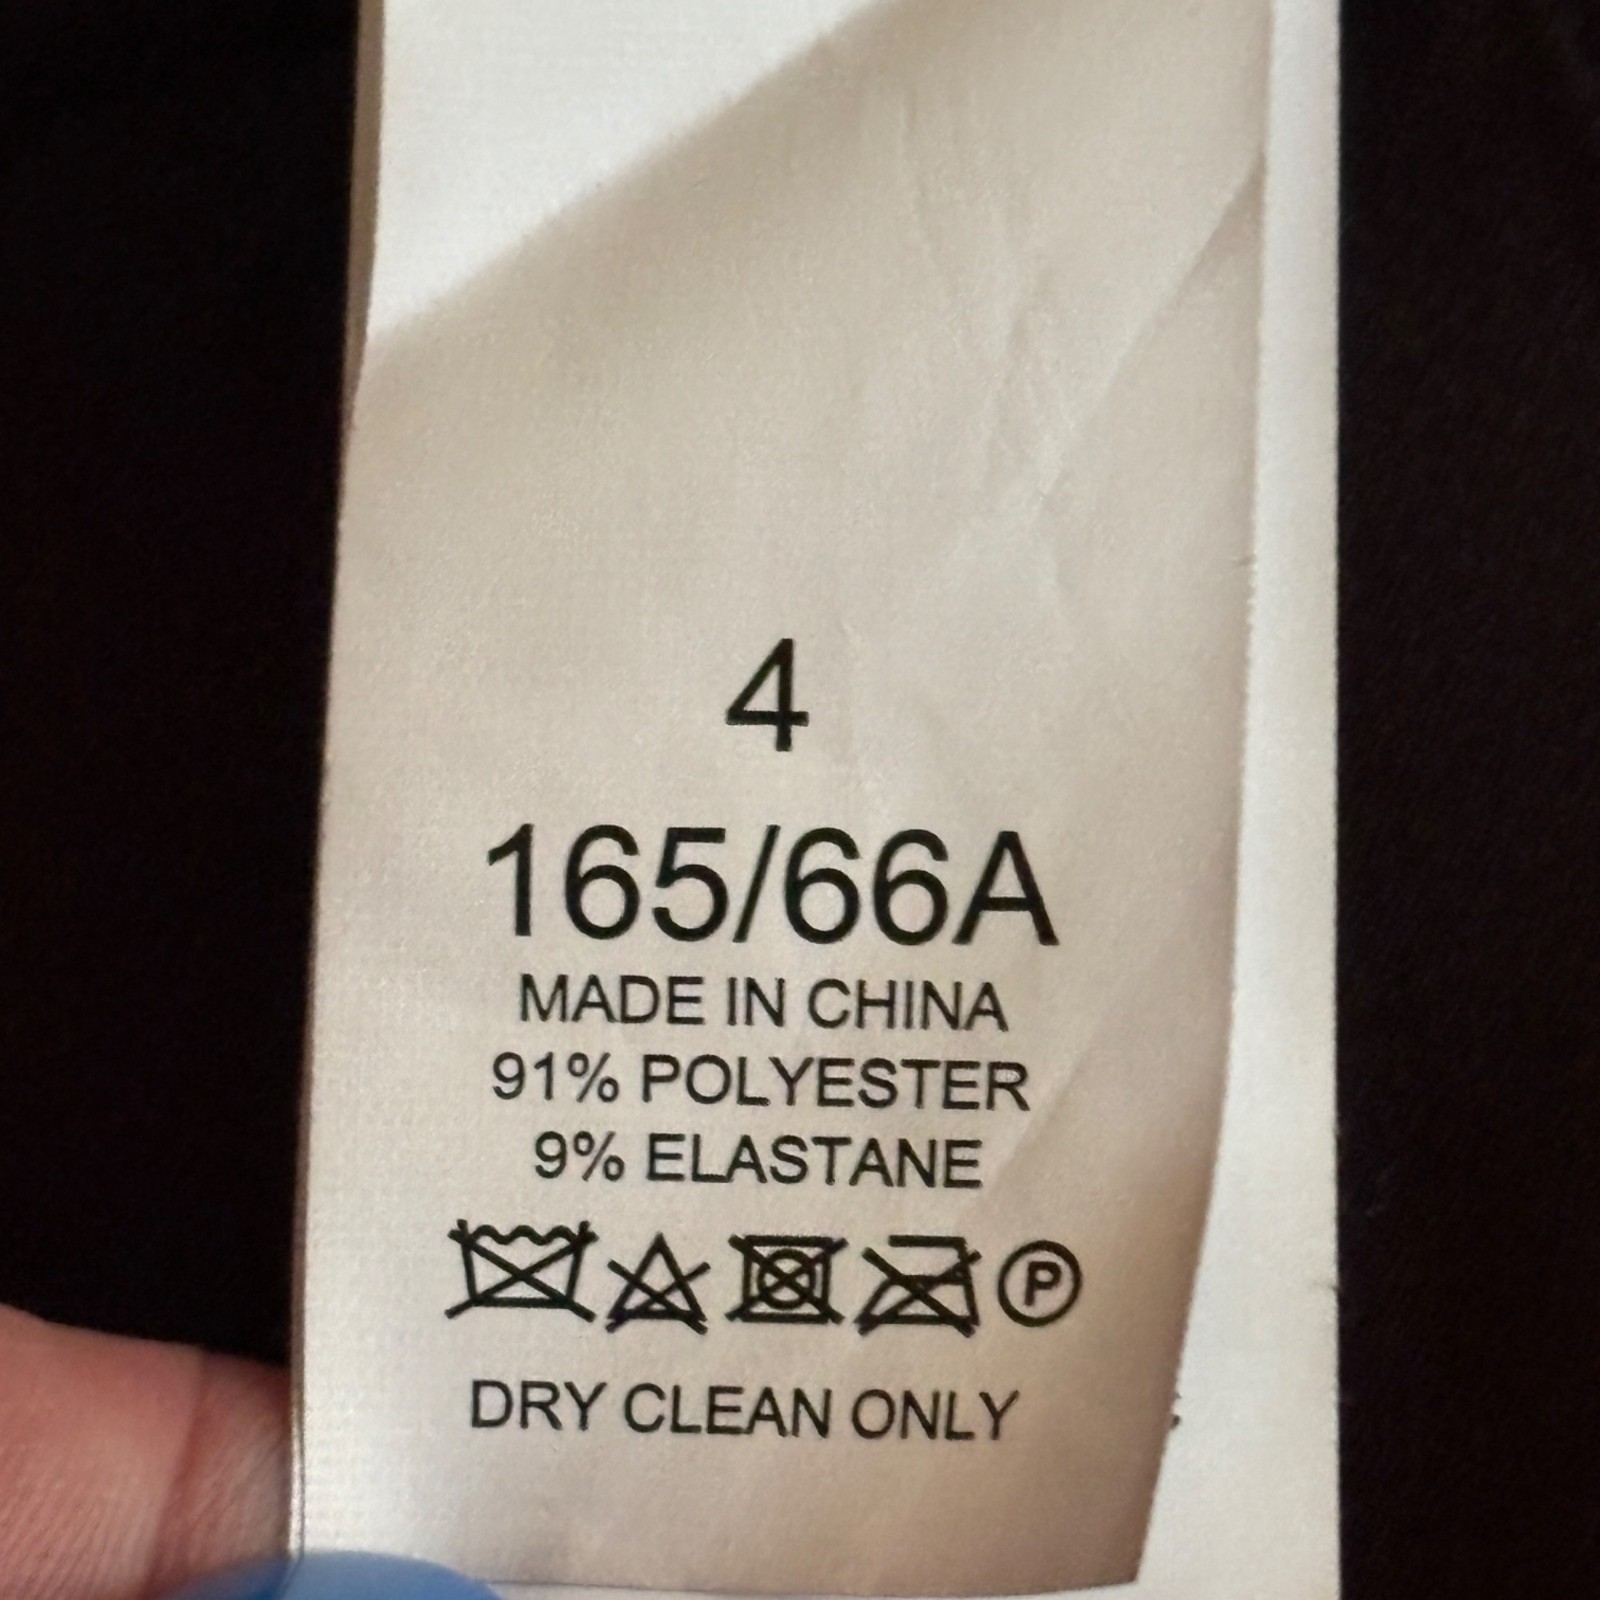 4
165/66A
MADE IN CHINA
91% POLYESTER
9% ELASTANE
P
DRY CLEAN ONLY